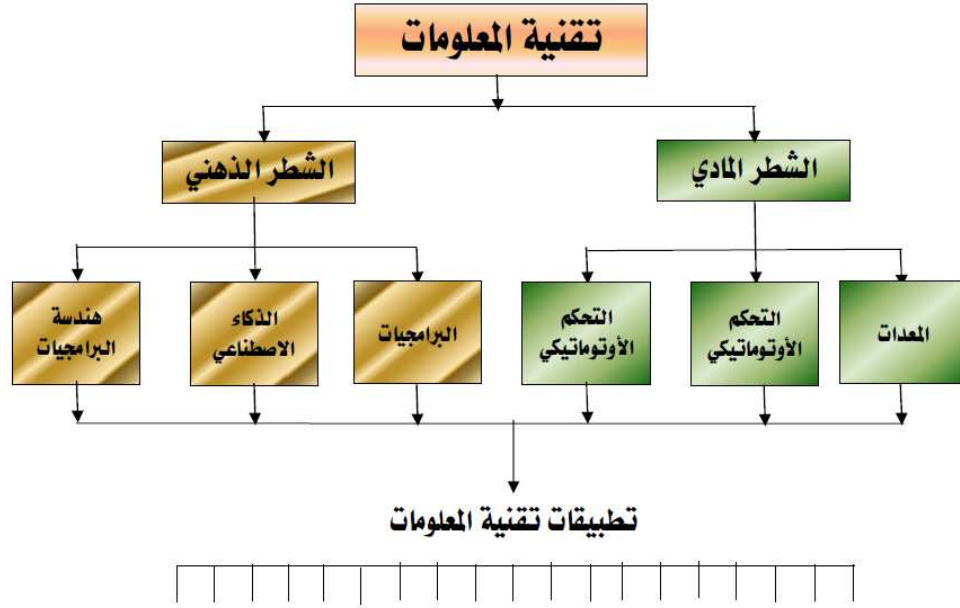 تقنية المعلومات
الشطر المادي
الشطر الذهني
المعدات
التحكم
الأوتوماتيكي
التحكم
الأوتوماتيكي
البرامجيات
الذكاء
الاصطناعي
هندسة
البرامجيات
تطبيقات تقنية المعلومات